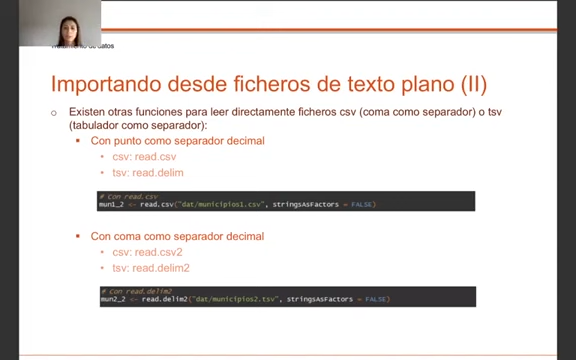 Tratamiento de datos
Importando desde ficheros de texto plano (II)
Existen otras funciones para leer directamente ficheros csv (coma como separador) o tsv
(tabulador como separador):
Con punto como separador decimal
csv: read.csv
tsv: read.delim
# Con read.csv
mun1_2 <- read.csv("dat/municipios1.csv", stringsAsFactors = FALSE)
Con coma como separador decimal
csv: read.csv2
tsv: read.delim2
# Con read.delim2
mun2_2 <- read.delim2("dat/municipios2.tsv", stringsAsFactors = FALSE)